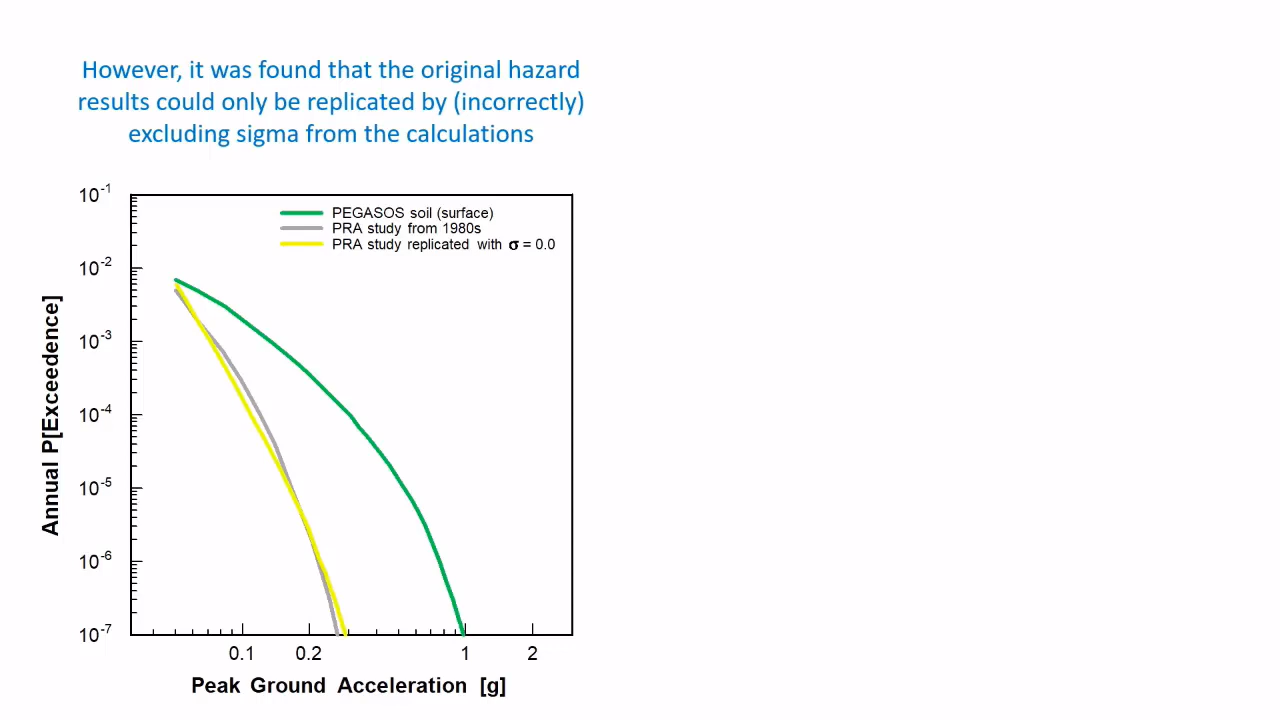 However, it was found that the original hazard
results could only be replicated by (incorrectly)
excluding sigma from the calculations
PEGASOS soil (surface)
PRA study from 1980s
PRA study replicated with σ = 0.0
10⁻¹
10⁻²
10⁻³
10⁻⁴
10⁻⁵
10⁻⁶
10⁻⁷
Annual P[Exceedence]
0.1 0.2 1 2
Peak Ground Acceleration [g]